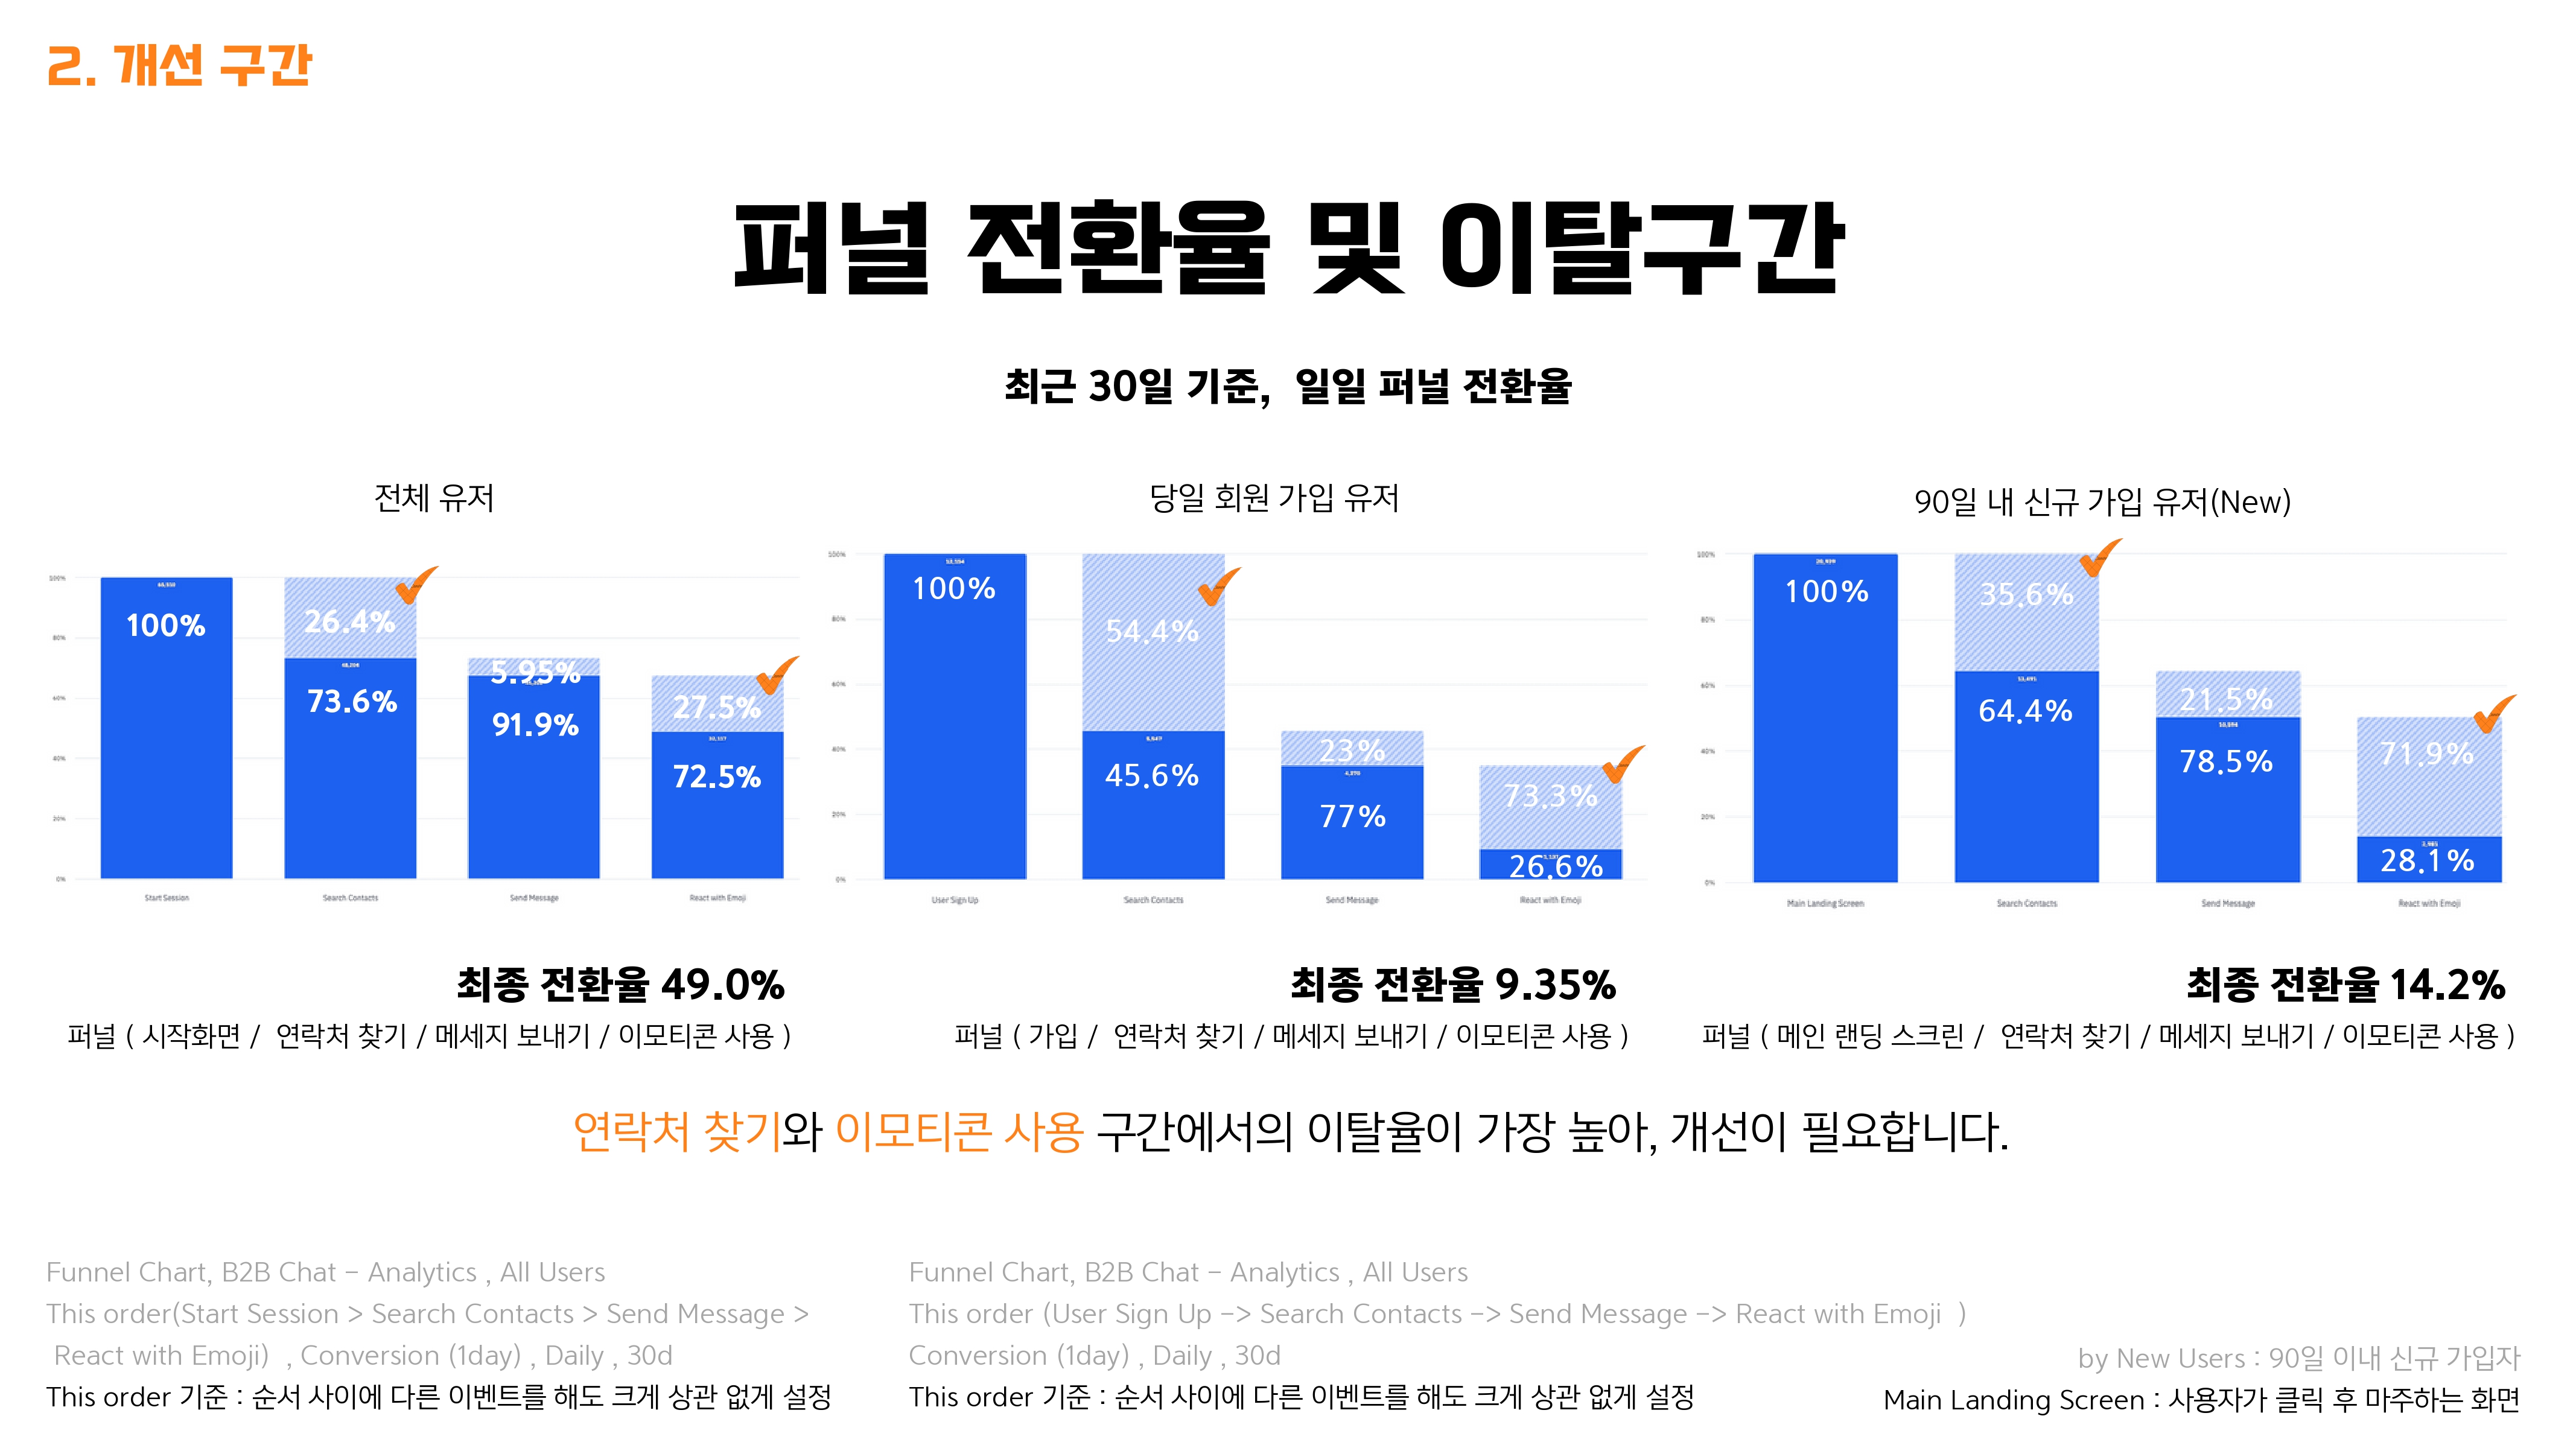 2. 개선 구간
퍼널 전환율 및 이탈구간
최근 30일 기준, 일일 퍼널 전환율
전체 유저
100%
80%
60%
40%
20%
0%
100%
26.4%
73.6%
5.95%
91.9%
27.5%
72.5%
Start Session
Search Contacts
Send Message
React with Emoji
최종 전환율 49.0%
퍼널 ( 시작화면 / 연락처 찾기 / 메세지 보내기 / 이모티콘 사용 )
당일 회원 가입 유저
100%
80%
60%
40%
20%
0%
100%
54.4%
45.6%
23%
77%
73.3%
26.6%
User Sign Up
Search Contacts
Send Message
React with Emoji
최종 전환율 9.35%
퍼널 ( 가입 / 연락처 찾기 / 메세지 보내기 / 이모티콘 사용 )
90일 내 신규 가입 유저(New)
100%
80%
60%
40%
20%
0%
100%
35.6%
64.4%
21.5%
78.5%
71.9%
28.1%
Main Landing Screen
Search Contacts
Send Message
React with Emoji
최종 전환율 14.2%
퍼널 ( 메인 랜딩 스크린 / 연락처 찾기 / 메세지 보내기 / 이모티콘 사용 )
연락처 찾기와 이모티콘 사용 구간에서의 이탈율이 가장 높아, 개선이 필요합니다.
Funnel Chart, B2B Chat - Analytics , All Users
This order(Start Session > Search Contacts > Send Message >
React with Emoji) , Conversion (1day) , Daily , 30d
This order 기준 : 순서 사이에 다른 이벤트를 해도 크게 상관 없게 설정
Funnel Chart, B2B Chat - Analytics , All Users
This order (User Sign Up -> Search Contacts -> Send Message -> React with Emoji )
Conversion (1day) , Daily , 30d
This order 기준 : 순서 사이에 다른 이벤트를 해도 크게 상관 없게 설정
by New Users : 90일 이내 신규 가입자
Main Landing Screen : 사용자가 클릭 후 마주하는 화면